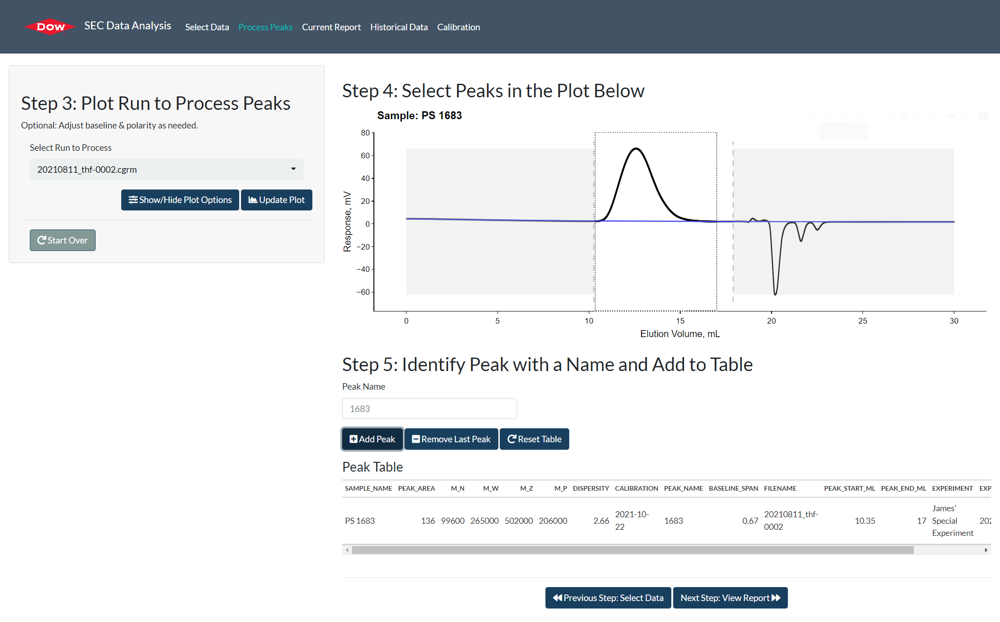 DOW SEC Data Analysis Select Data Process Peaks Current Report Historical Data Calibration
Step 3: Plot Run to Process Peaks
Optional: Adjust baseline & polarity as needed.
Select Run to Process
20210811_thf-0002.cgrm
Show/Hide Plot Options Update Plot
Start Over
Step 4: Select Peaks in the Plot Below
Sample: PS 1683
Box Select
80
60
40
20
0
−20
−40
−60
Response, mV
0 5 10 15 20 25 30
Elution Volume, mL
Step 5: Identify Peak with a Name and Add to Table
Peak Name
1683
Add Peak Remove Last Peak Reset Table
Peak Table
SAMPLE_NAME PEAK_AREA M_N M_W M_Z M_P DISPERSITY CALIBRATION PEAK_NAME BASELINE_SPAN FILENAME PEAK_START_ML PEAK_END_ML EXPERIMENT EXP
PS 1683 136 99600 265000 502000 206000 2.66 2021-10-22 1683 0.67 20210811_thf-0002 10.35 17 James' Special Experiment 202
Previous Step: Select Data Next Step: View Report